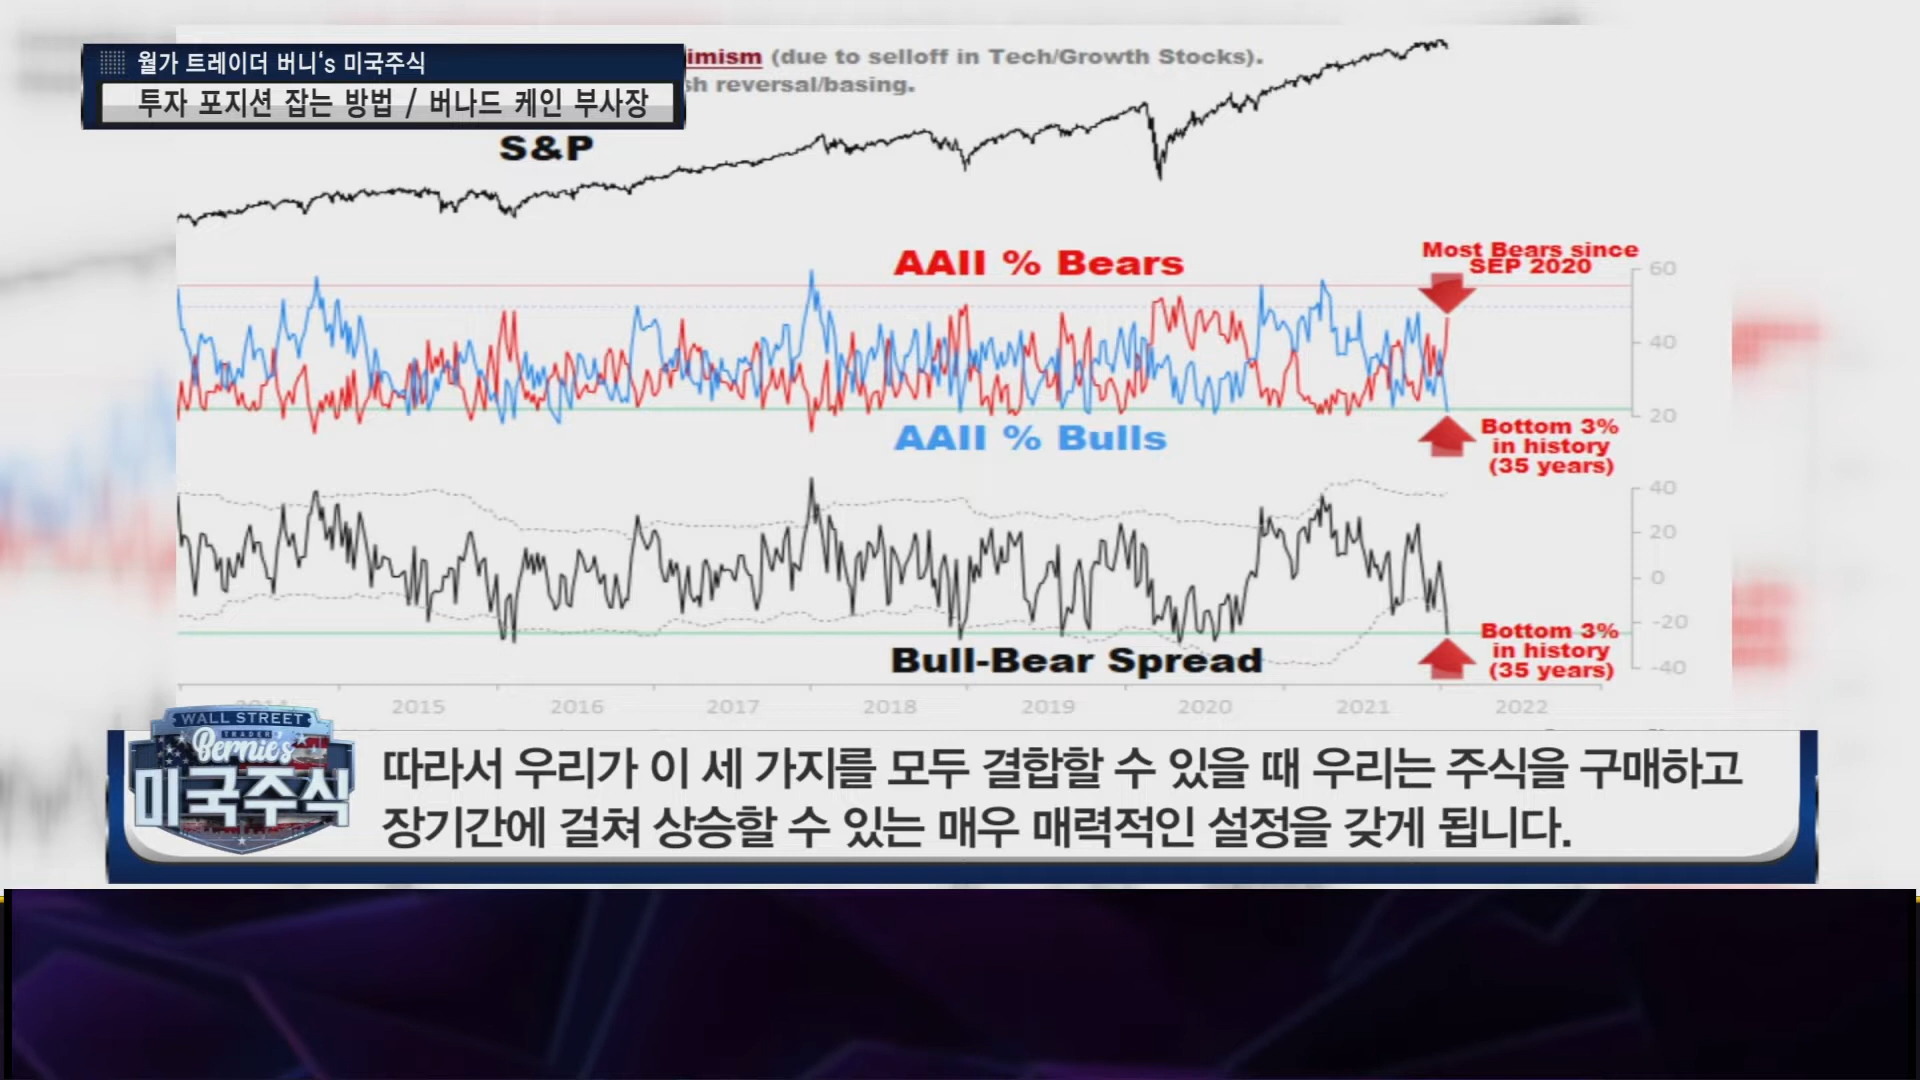 월가 트레이더 버니's 미국주식
투자 포지션 잡는 방법 / 버나드 케인 부사장
imism (due to selloff in Tech/Growth Stocks).
sh reversal/basing.
S&P
AAII % Bears
Most Bears since
SEP 2020
60
40
20
AAII % Bulls
Bottom 3%
in history
(35 years)
40
20
0
-20
-40
Bottom 3%
in history
(35 years)
Bull-Bear Spread
2014 2015 2016 2017 2018 2019 2020 2021 2022
WALL STREET
TRADER
Bernie's
미국주식
따라서 우리가 이 세 가지를 모두 결합할 수 있을 때 우리는 주식을 구매하고
장기간에 걸쳐 상승할 수 있는 매우 매력적인 설정을 갖게 됩니다.